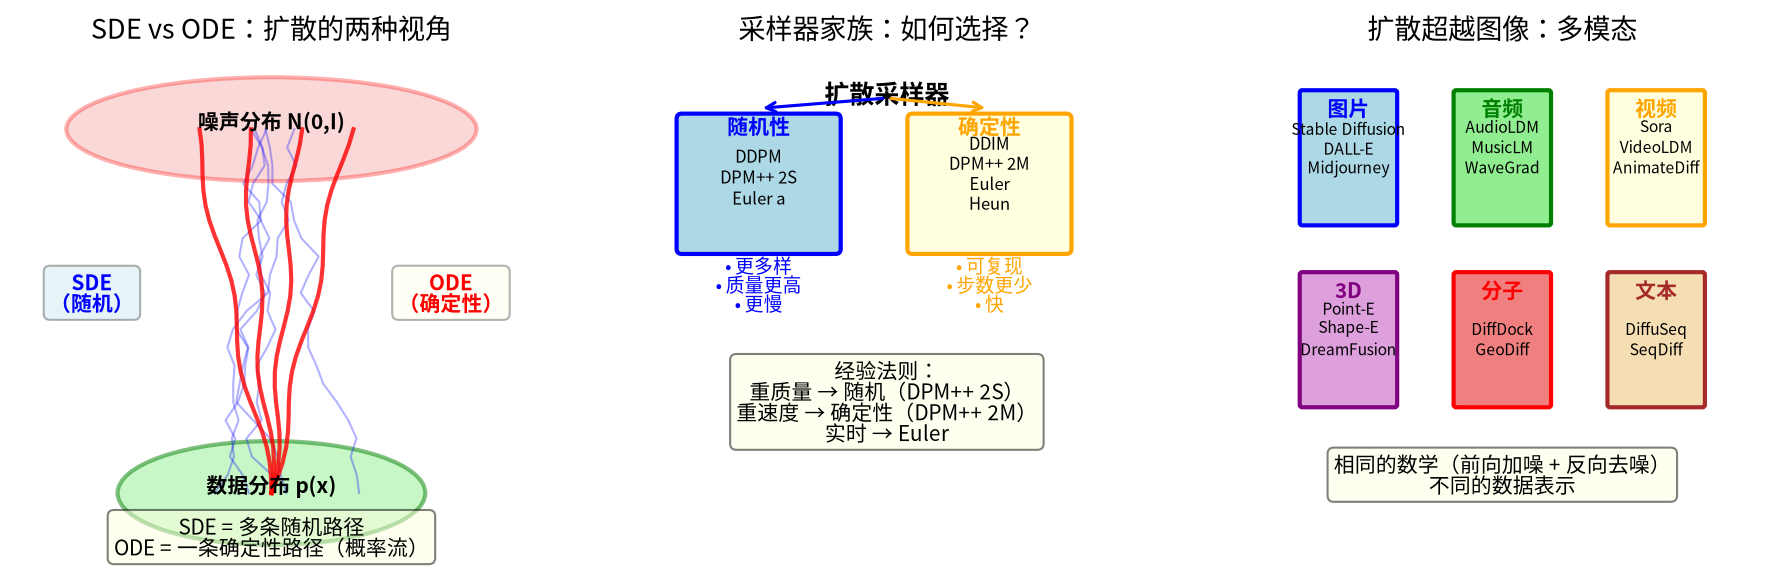 SDE vs ODE：扩散的两种视角
噪声分布 N(0,I)
SDE
（随机）
ODE
（确定性）
数据分布 p(x)
SDE = 多条随机路径
ODE = 一条确定性路径（概率流）
采样器家族：如何选择？
扩散采样器
随机性
DDPM
DPM++ 2S
Euler a
• 更多样
• 质量更高
• 更慢
确定性
DDIM
DPM++ 2M
Euler
Heun
• 可复现
• 步数更少
• 快
经验法则：
重质量 → 随机（DPM++ 2S）
重速度 → 确定性（DPM++ 2M）
实时 → Euler
扩散超越图像：多模态
图片
Stable Diffusion
DALL-E
Midjourney
音频
AudioLDM
MusicLM
WaveGrad
视频
Sora
VideoLDM
AnimateDiff
3D
Point-E
Shape-E
DreamFusion
分子
DiffDock
GeoDiff
文本
DiffuSeq
SeqDiff
相同的数学（前向加噪 + 反向去噪）
不同的数据表示